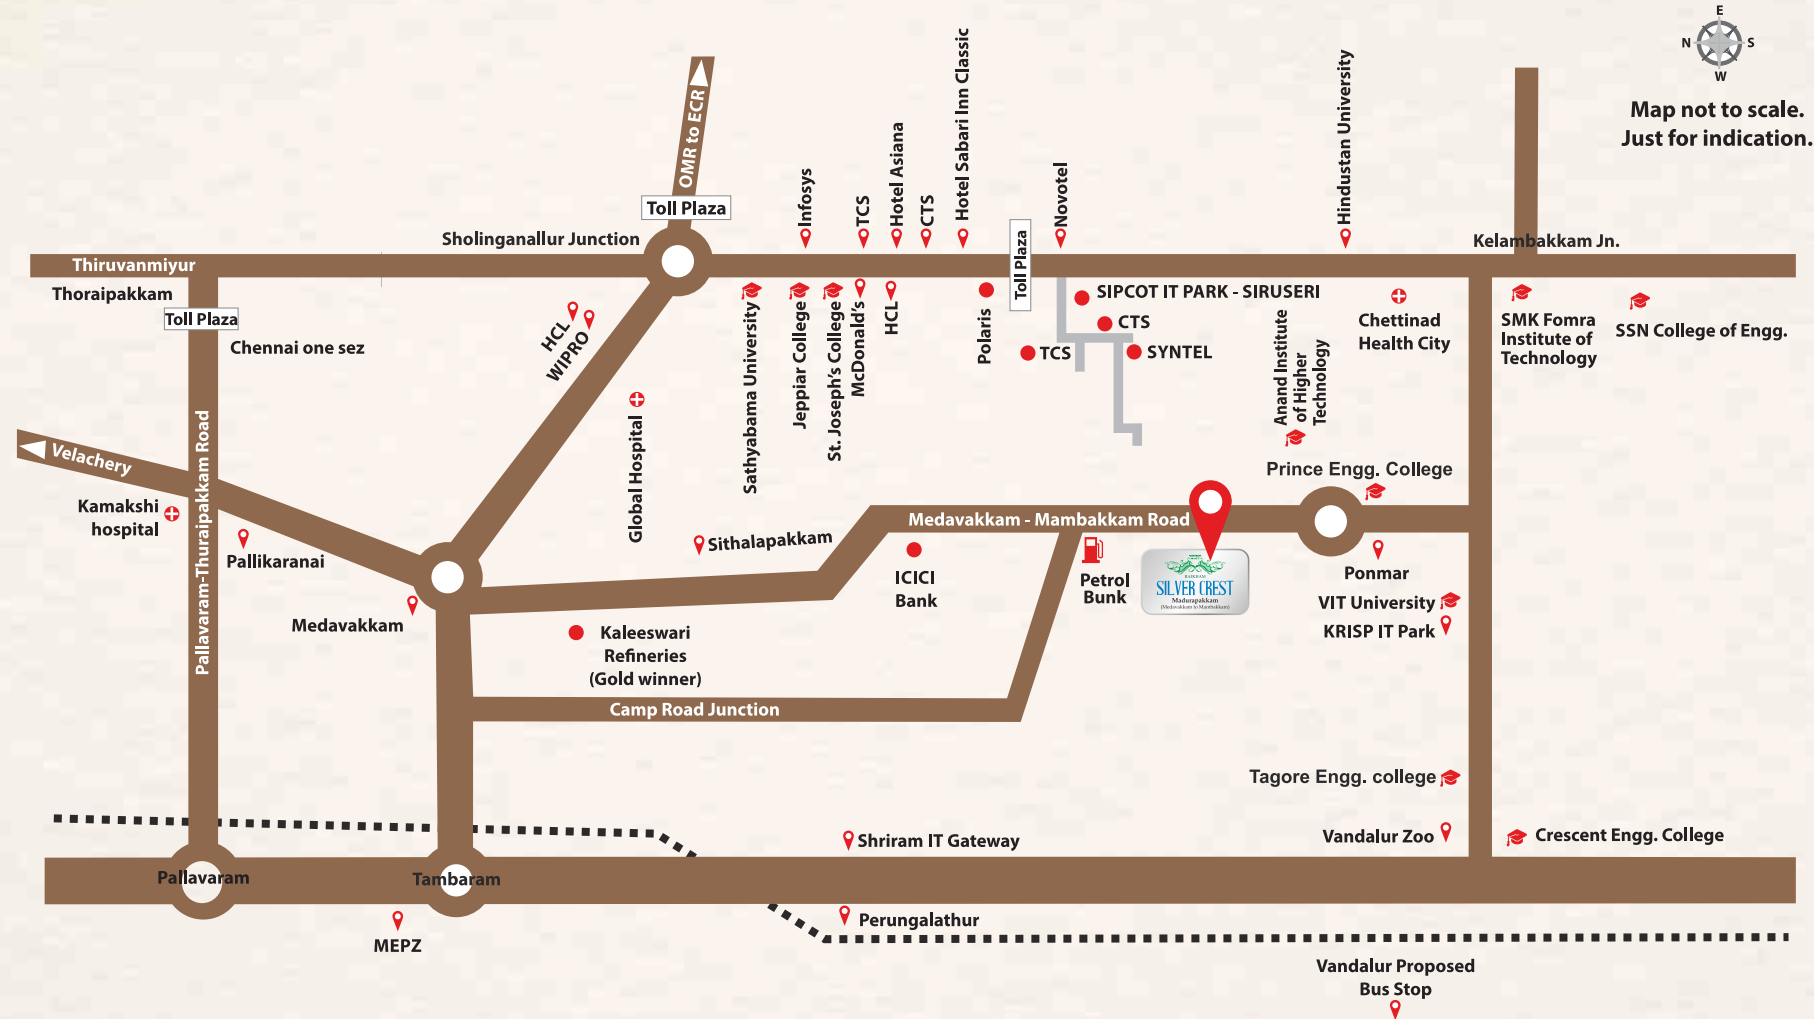 E
N
S
W
Map not to scale.
Just for indication.
OMR to ECR
Toll Plaza
Sholinganallur Junction
Infosys
TCS
Hotel Asiana
CTS
Hotel Sabari Inn Classic
Toll Plaza
Novotel
Hindustan University
Kelambakkam Jn.
Thiruvanmiyur
Thoraipakkam
Toll Plaza
Chennai one sez
HCL
WIPRO
Global Hospital
Sathyabama University
Jeppiar College
St. Joseph's College
McDonald's
HCL
Polaris
SIPCOT IT PARK - SIRUSERI
CTS
TCS
SYNTEL
Anand Institute
of Higher
Technology
Chettinad
Health City
SMK Fomra
Institute of
Technology
SSN College of Engg.
Velachery
Pallavaram-Thuraipakkam Road
Kamakshi
hospital
Pallikaranai
Medavakkam
Sithalapakkam
Prince Engg. College
Medavakkam - Mambakkam Road
ICICI
Bank
Petrol
Bunk
SILVER CREST
Madurapakkam
(Medavakkam to Mambakkam)
Ponmar
VIT University
KRISP IT Park
Kaleeswari
Refineries
(Gold winner)
Camp Road Junction
Tagore Engg. college
Vandalur Zoo
Crescent Engg. College
Shriram IT Gateway
Pallavaram
Tambaram
MEPZ
Perungalathur
Vandalur Proposed
Bus Stop